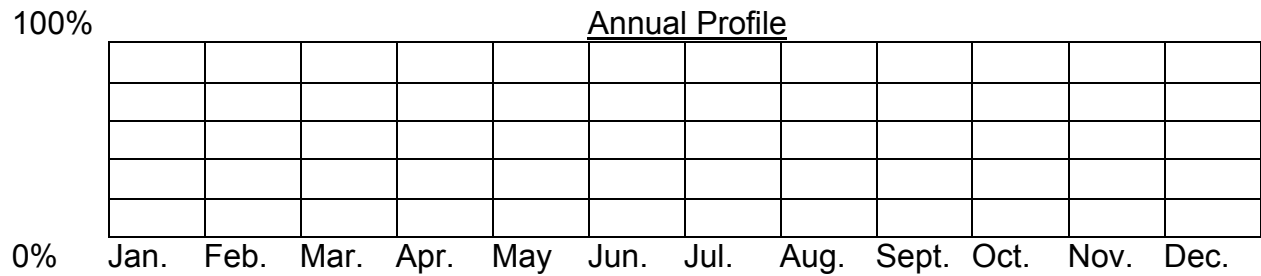 100% Annual Profile
0% Jan. Feb. Mar. Apr. May Jun. Jul. Aug. Sept. Oct. Nov. Dec.